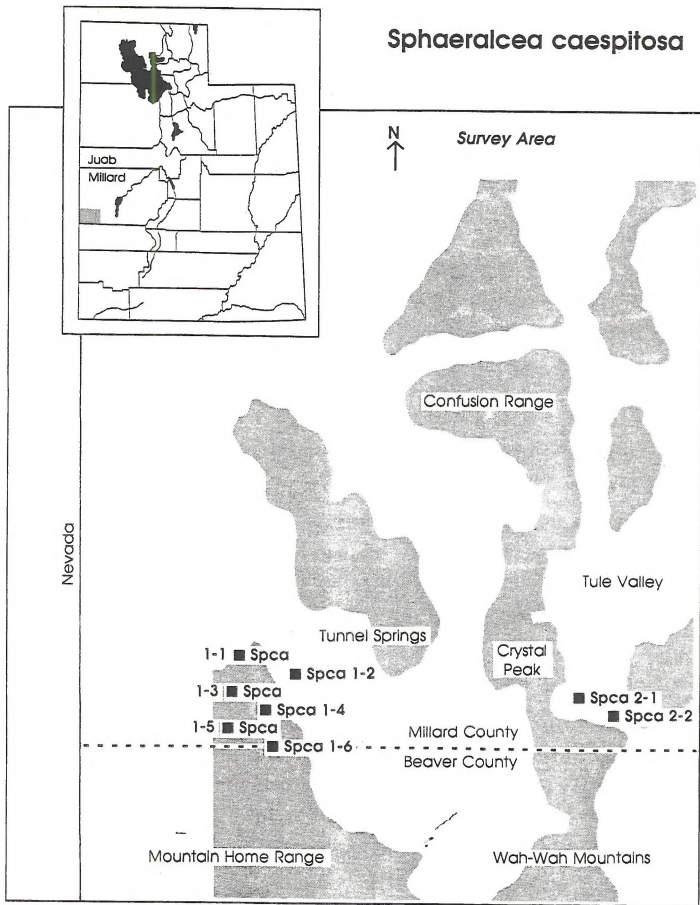 Sphaeralcea caespitosa
N
Survey Area
Juab
Millard
Confusion Range
Nevada
Tule Valley
Tunnel Springs
Crystal
Peak
1-1 Spca
Spca 1-2
1-3 Spca
Spca 1-4
1-5 Spca
Spca 1-6
Spca 2-1
Spca 2-2
Millard County
Beaver County
Mountain Home Range
Wah-Wah Mountains